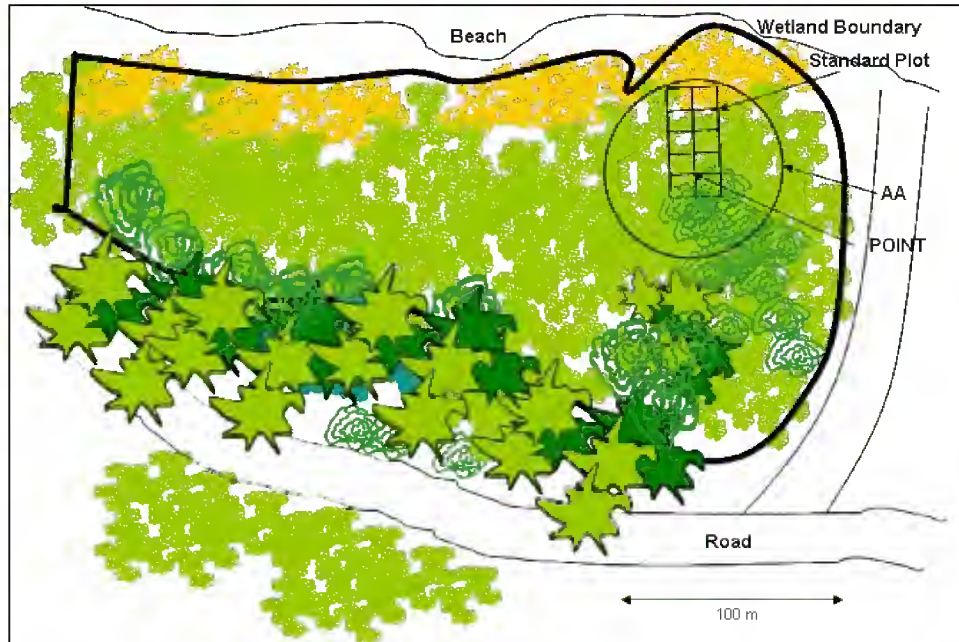 Beach
Wetland Boundary
Standard Plot
AA
POINT
Road
100 m